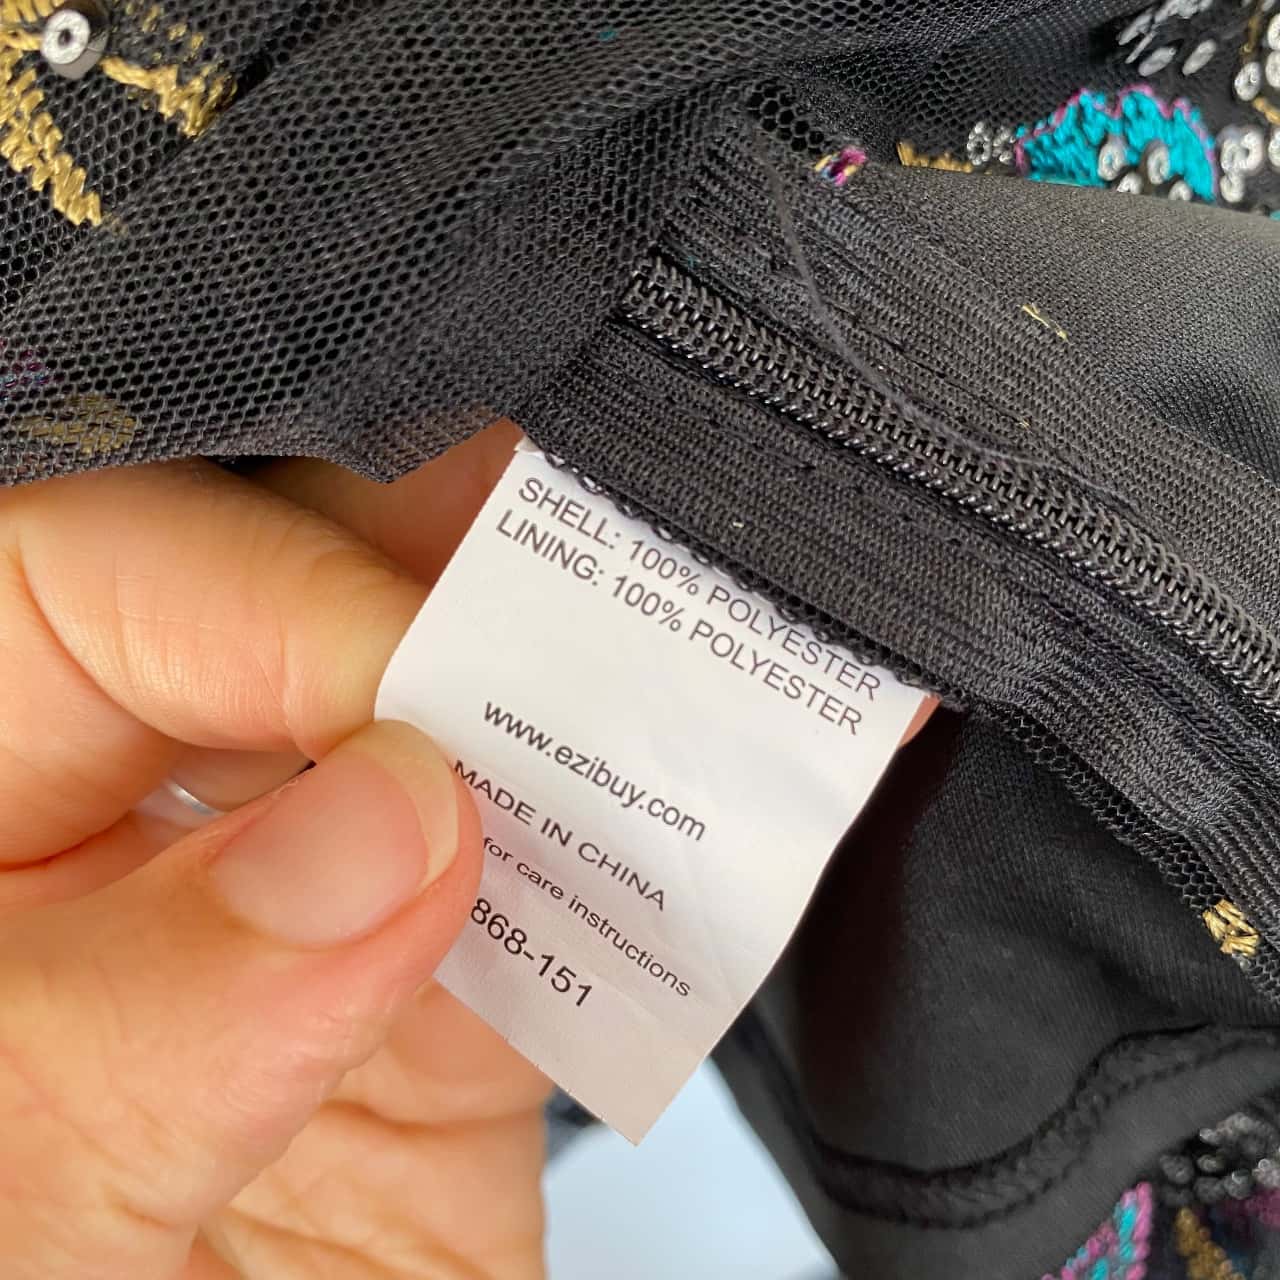 SHELL: 100% POLYESTER
LINING: 100% POLYESTER
www.ezibuy.com
MADE IN CHINA
for care instructions
868-151